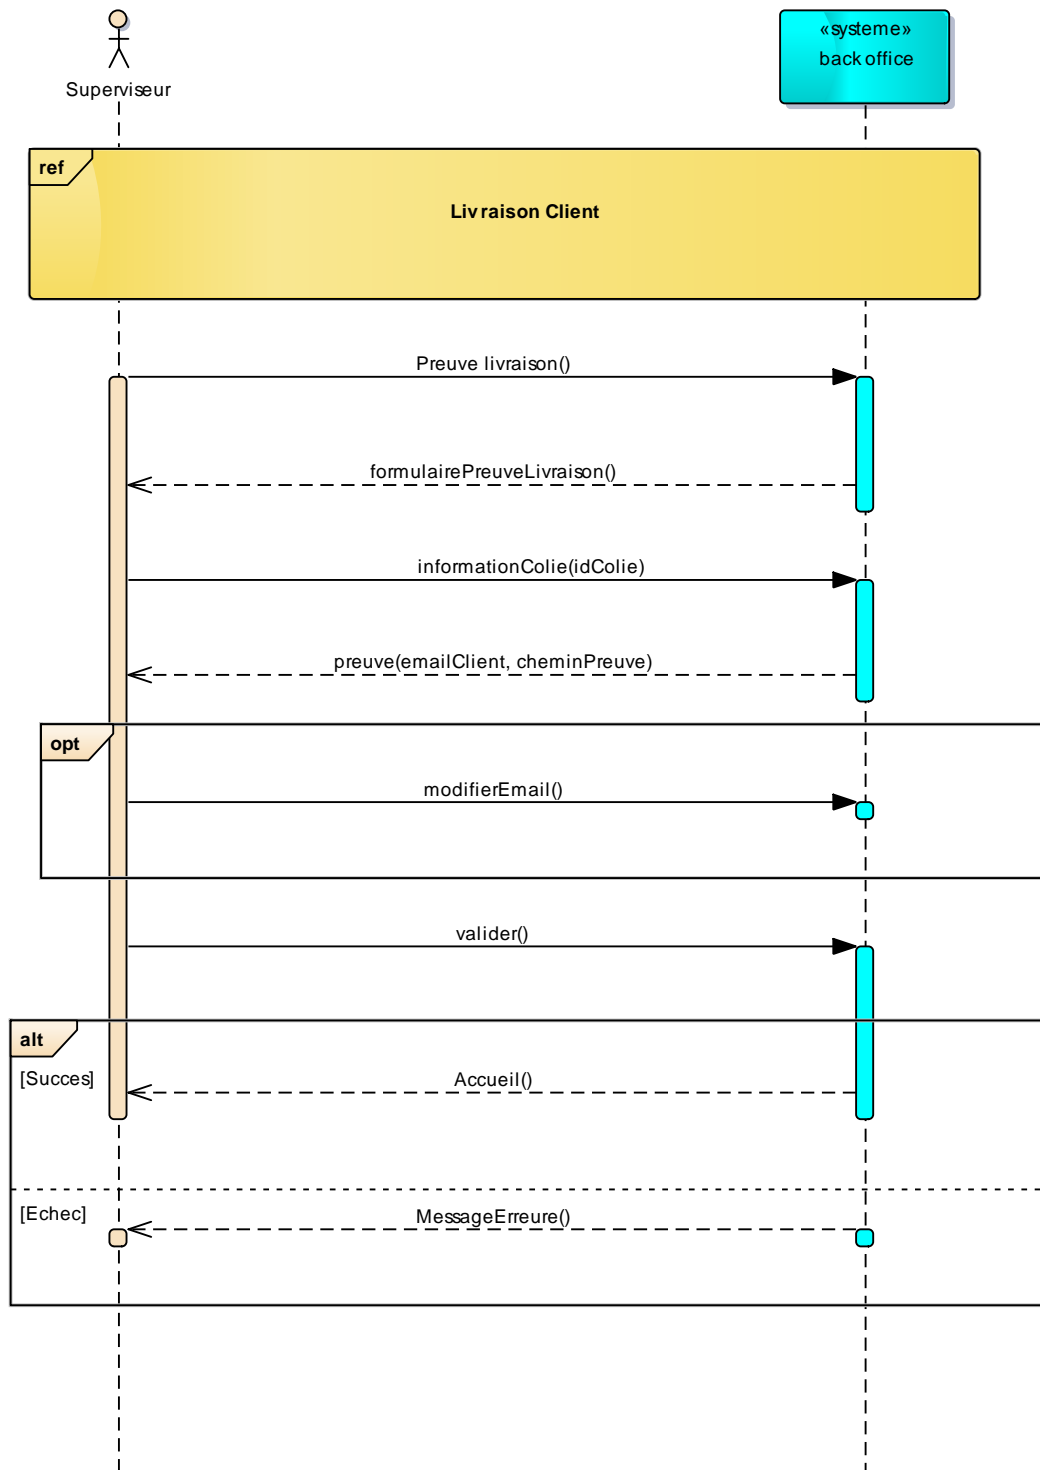 «systeme»
back office
Superviseur
ref
Livraison Client
Preuve livraison()
formulairePreuveLivraison()
informationColie(idColie)
preuve(emailClient, cheminPreuve)
opt
modifierEmail()
valider()
alt
[Succes]
Accueil()
[Echec]
MessageErreure()